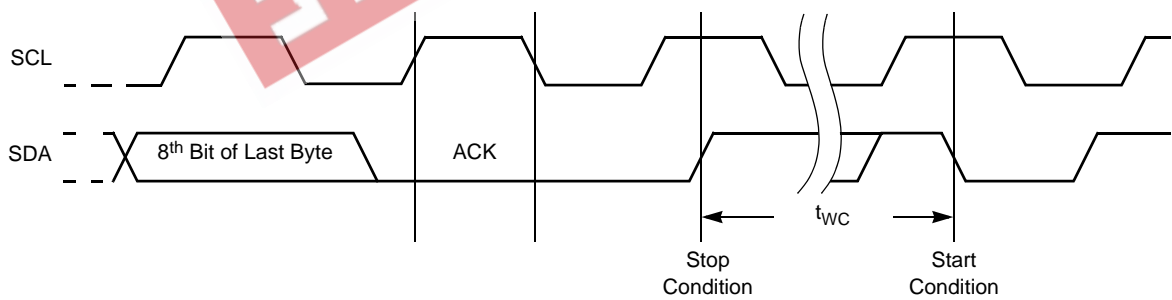 SCL
SDA
8th Bit of Last Byte
ACK
tWC
Stop
Condition
Start
Condition